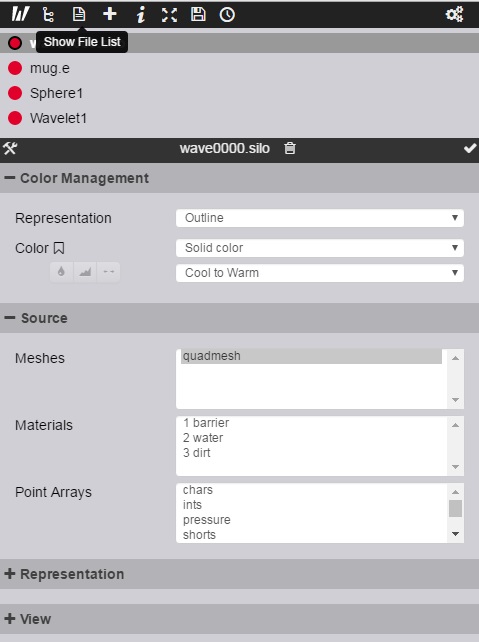 Show File List
mug.e
Sphere1
Wavelet1
wave0000.silo
Color Management
Representation
Outline
Color
Solid color
Cool to Warm
Source
Meshes
quadmesh
Materials
1 barrier
2 water
3 dirt
Point Arrays
chars
ints
pressure
shorts
Representation
View